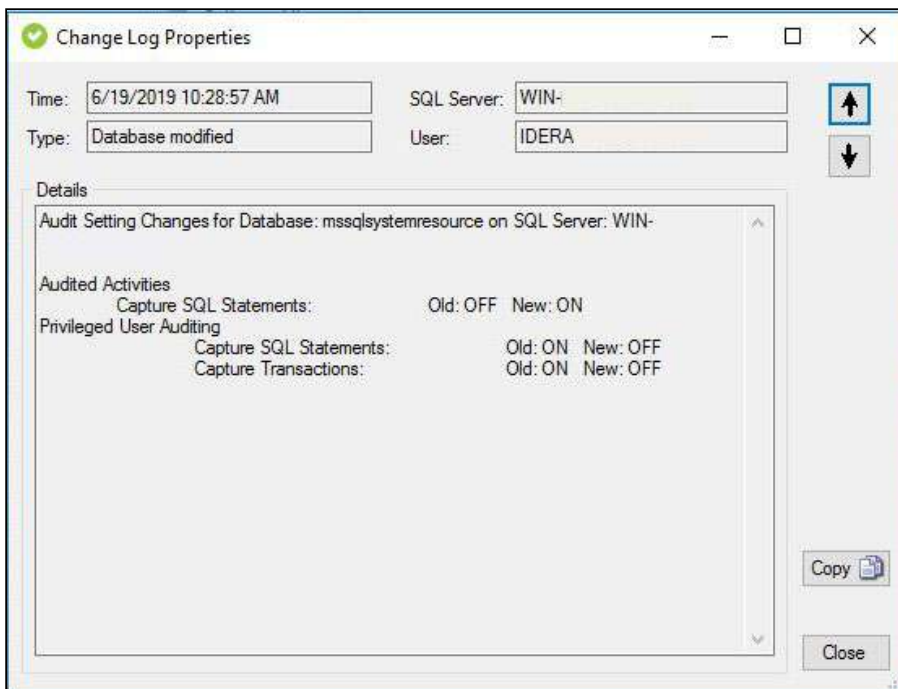 Change Log Properties
Time: 6/19/2019 10:28:57 AM SQL Server: WIN-
Type: Database modified User: IDERA
Details
Audit Setting Changes for Database: mssqlsystemresource on SQL Server: WIN-
Audited Activities
Capture SQL Statements: Old: OFF New: ON
Privileged User Auditing
Capture SQL Statements: Old: ON New: OFF
Capture Transactions: Old: ON New: OFF
Copy
Close